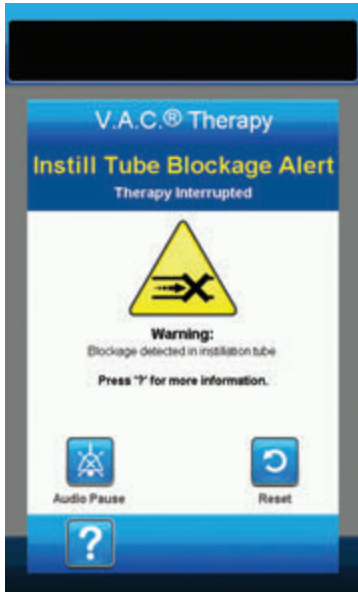 V.A.C.® Therapy
Instill Tube Blockage Alert
Therapy Interrupted
Warning:
Blockage detected in instillation tube
Press '?' for more information.
Audio Pause
Reset
?